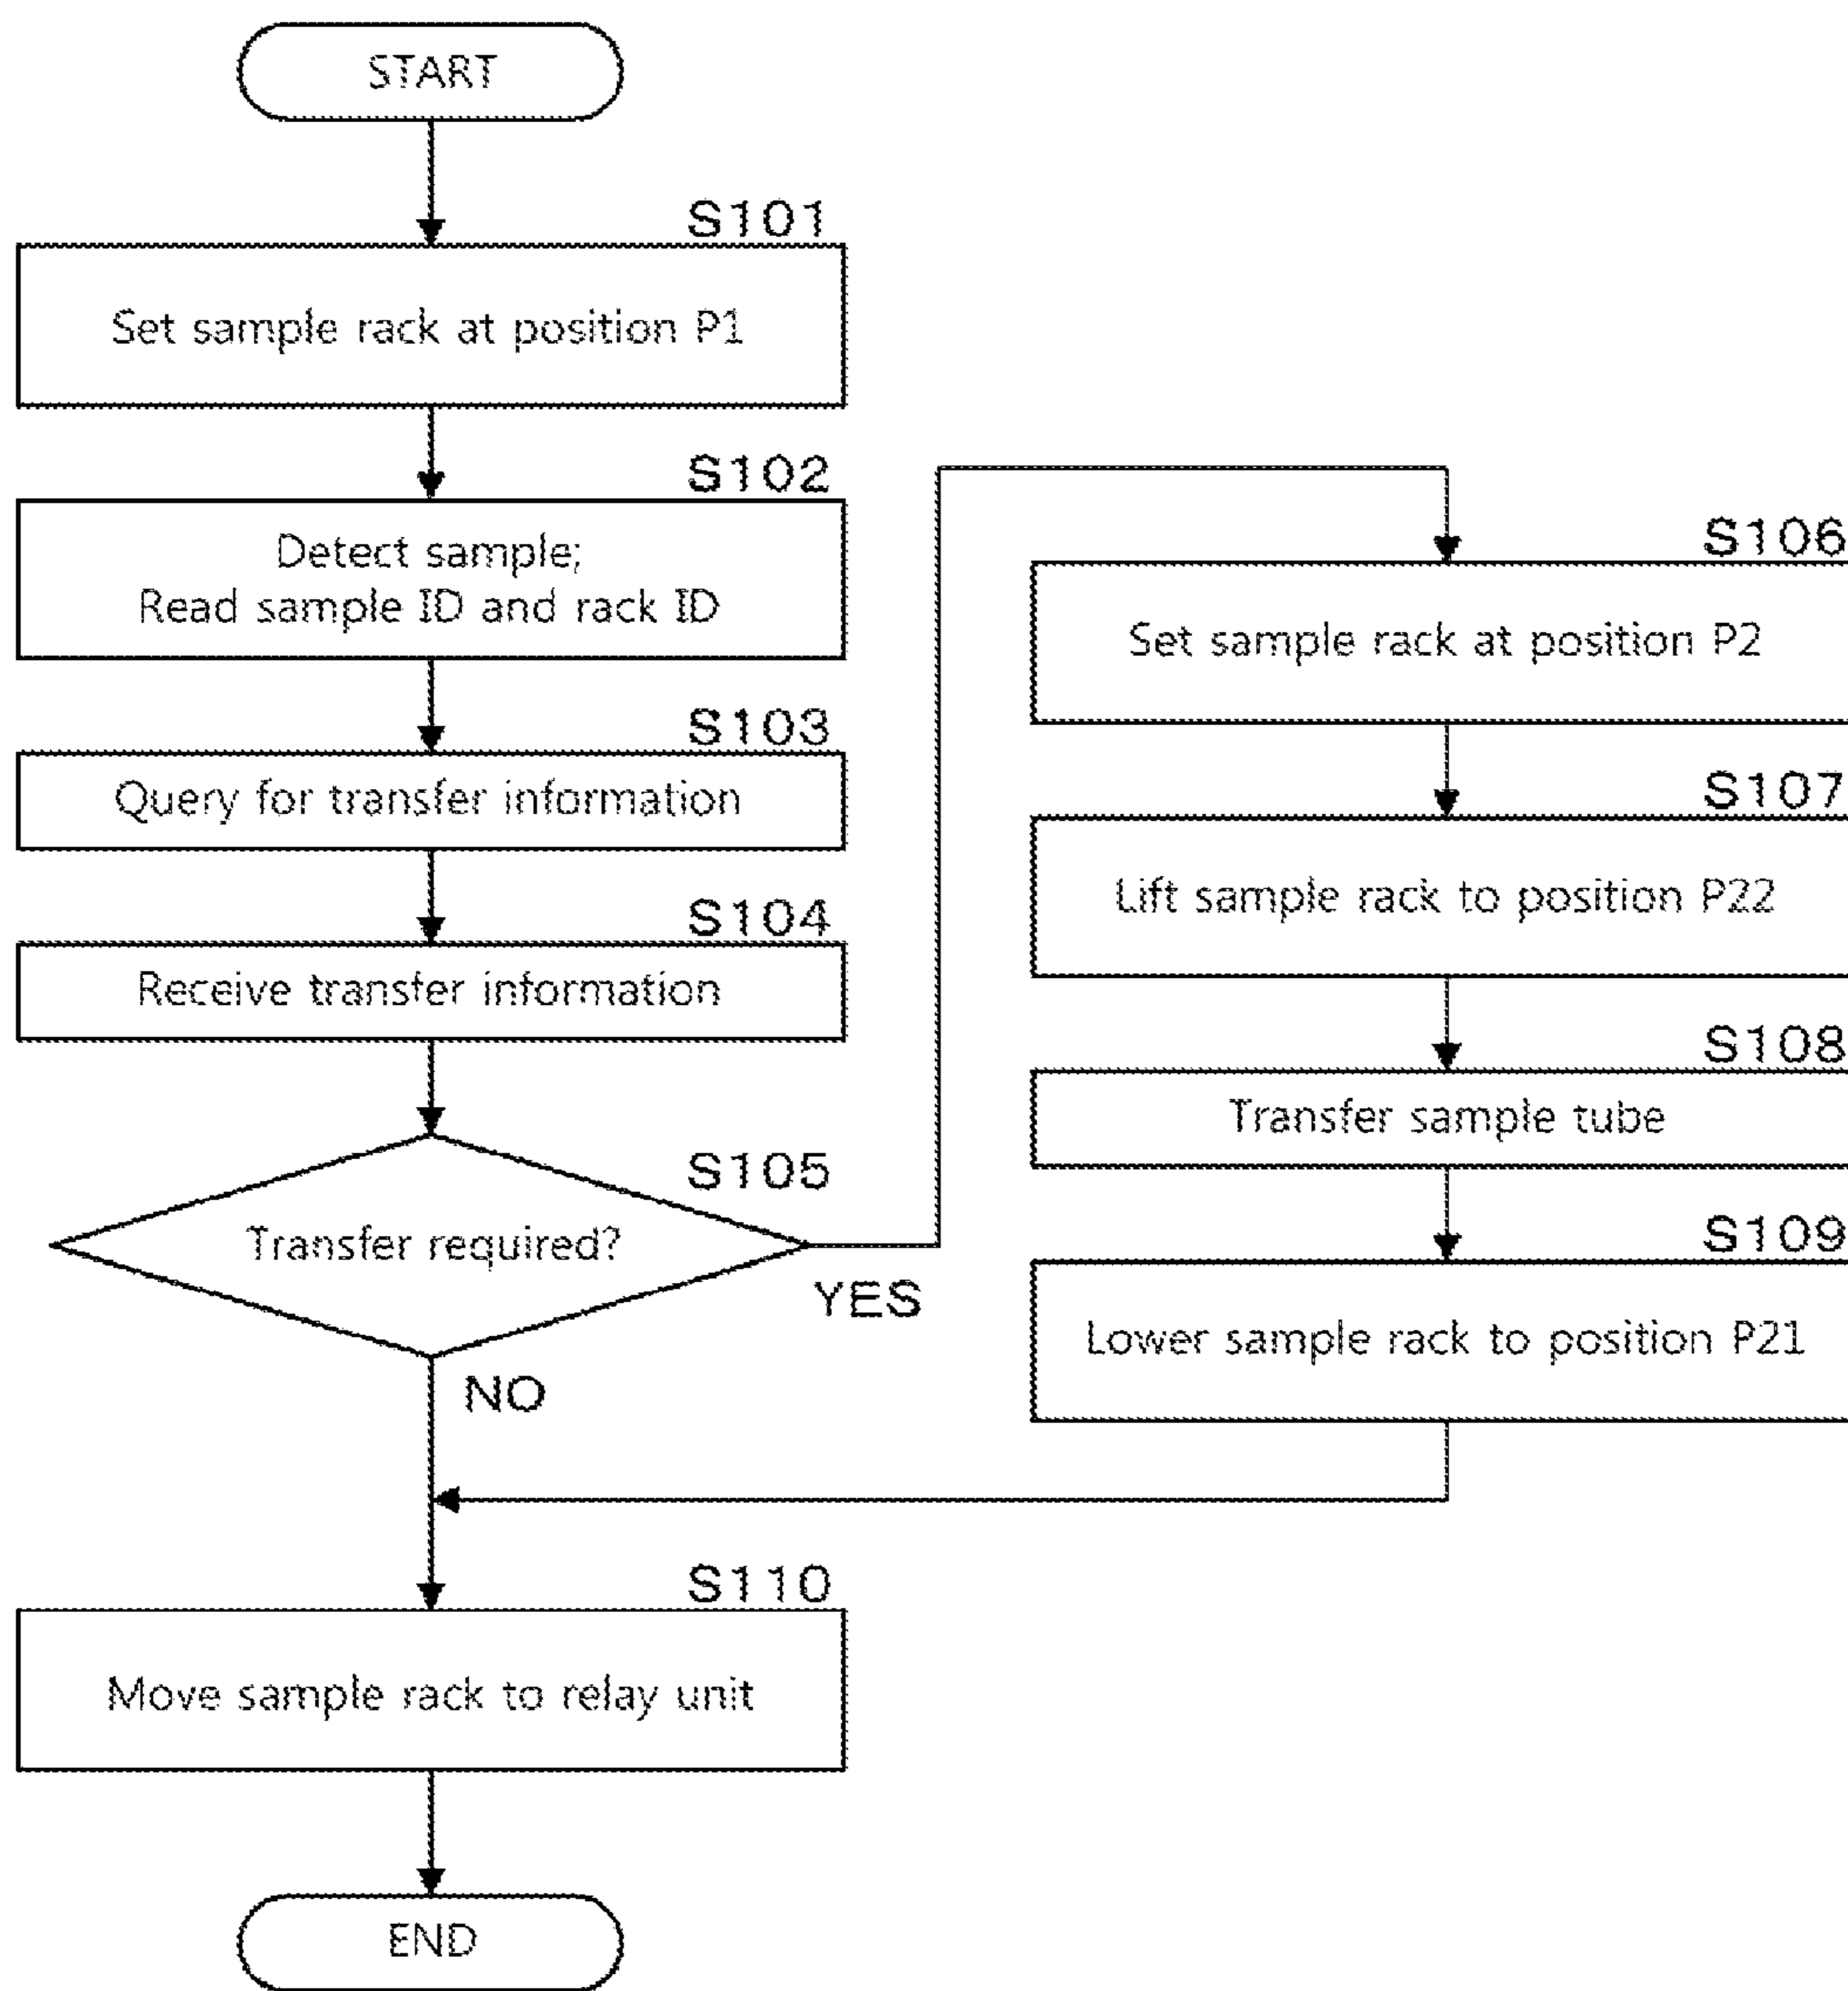 START
S101
Set sample rack at position P1
S102
Detect sample;
Read sample ID and rack ID
S103
Query for transfer information
S104
Receive transfer information
S105
Transfer required?
YES
NO
S106
Set sample rack at position P2
S107
Lift sample rack to position P22
S108
Transfer sample tube
S109
Lower sample rack to position P21
S110
Move sample rack to relay unit
END